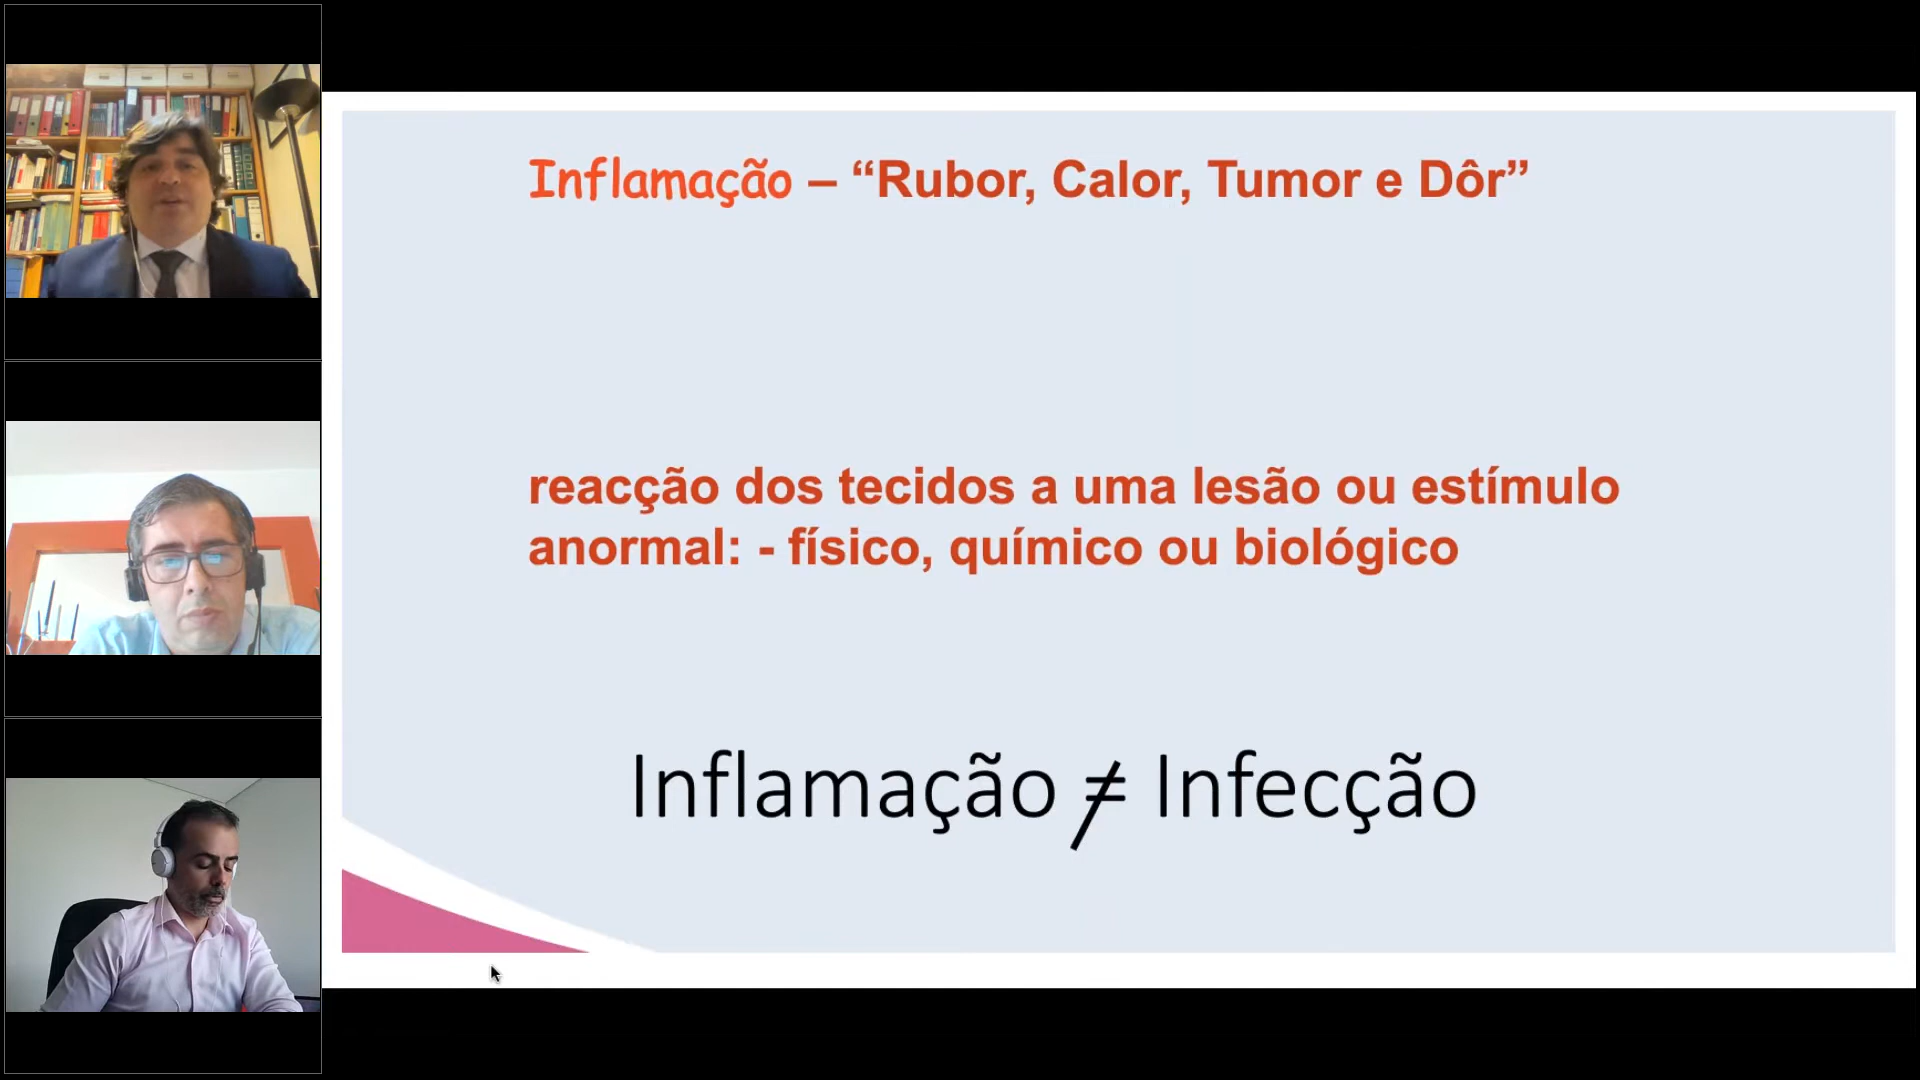 Inflamação – “Rubor, Calor, Tumor e Dôr”
reacção dos tecidos a uma lesão ou estímulo
anormal: - físico, químico ou biológico
Inflamação ≠ Infecção